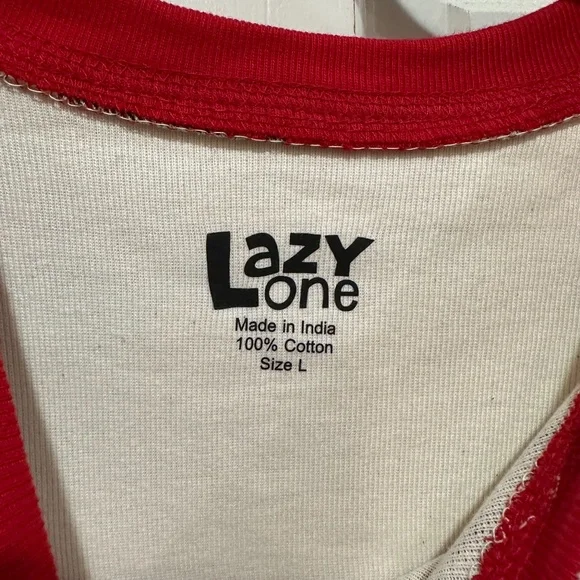 Lazy
one
Made in India
100% Cotton
Size L